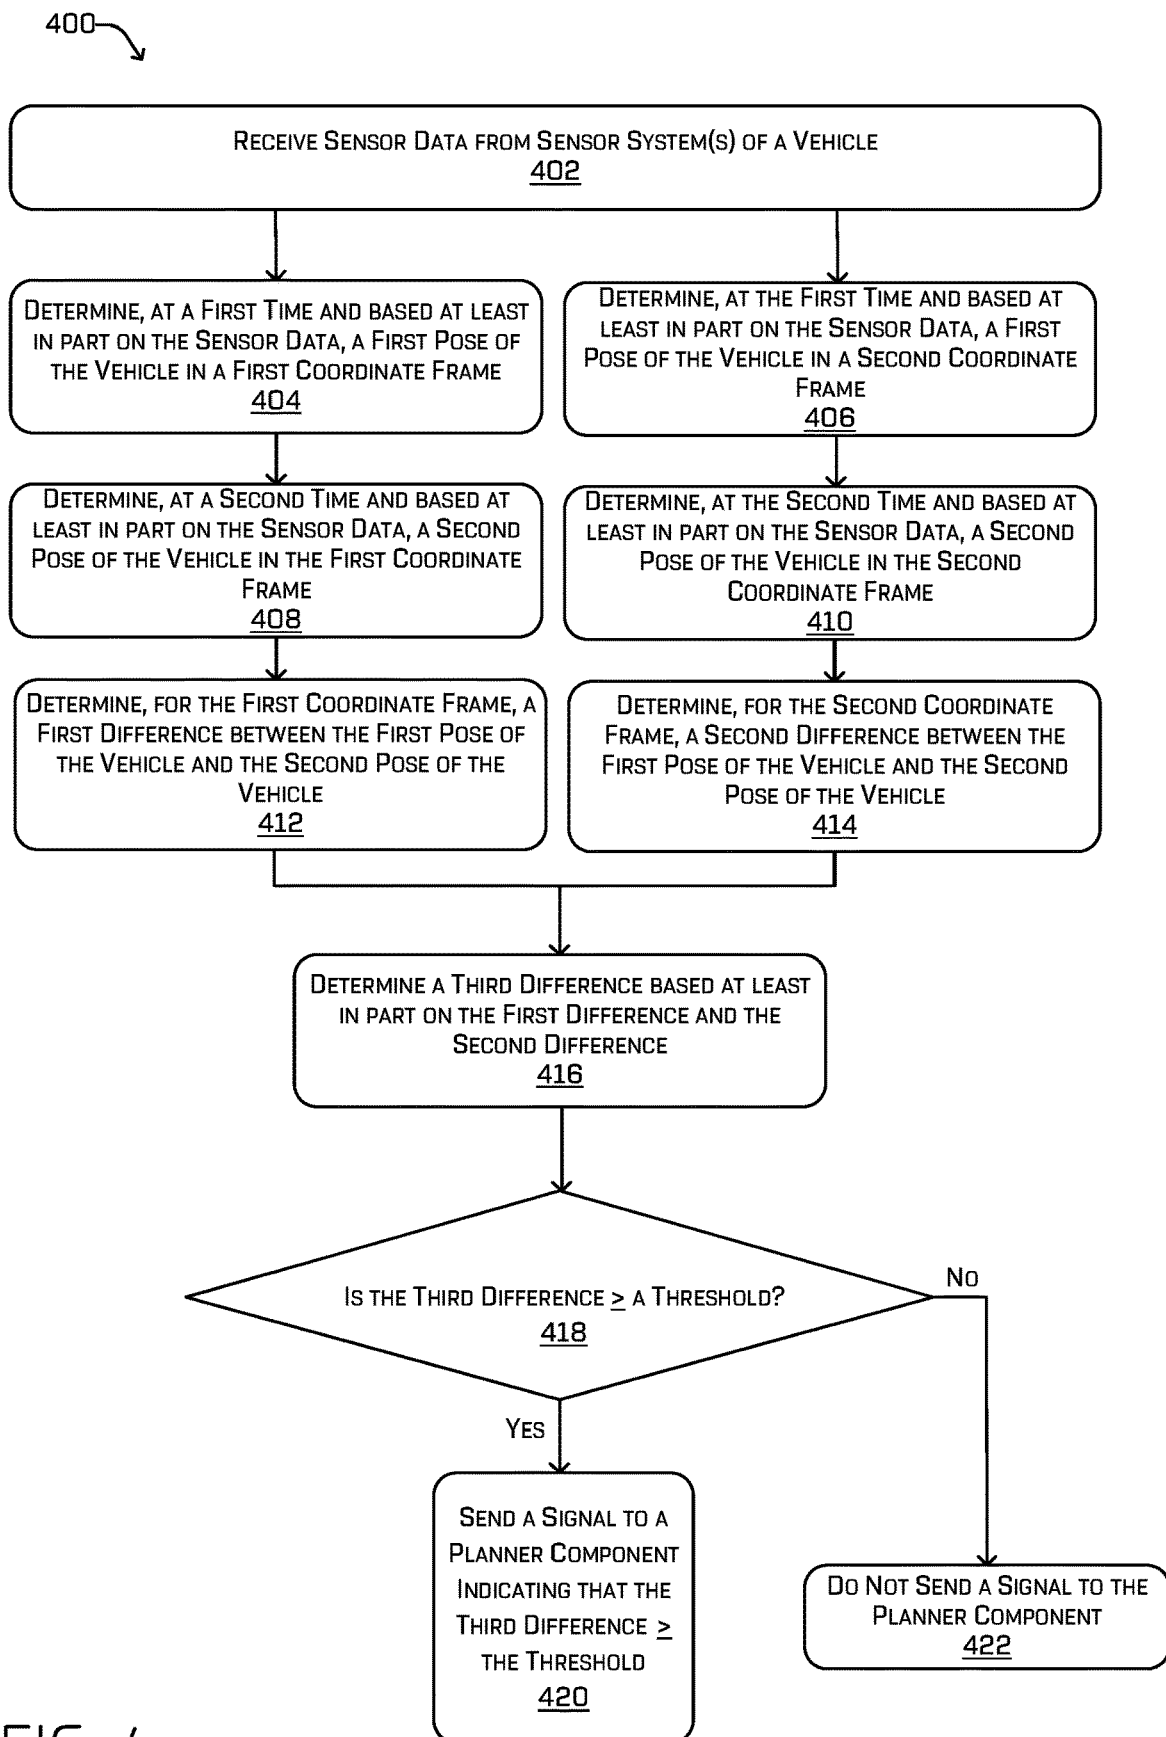 400
RECEIVE SENSOR DATA FROM SENSOR SYSTEM(S) OF A VEHICLE
402
DETERMINE, AT A FIRST TIME AND BASED AT LEAST
IN PART ON THE SENSOR DATA, A FIRST POSE OF
THE VEHICLE IN A FIRST COORDINATE FRAME
404
DETERMINE, AT THE FIRST TIME AND BASED AT
LEAST IN PART ON THE SENSOR DATA, A FIRST
POSE OF THE VEHICLE IN A SECOND COORDINATE
FRAME
406
DETERMINE, AT A SECOND TIME AND BASED AT
LEAST IN PART ON THE SENSOR DATA, A SECOND
POSE OF THE VEHICLE IN THE FIRST COORDINATE
FRAME
408
DETERMINE, AT THE SECOND TIME AND BASED AT
LEAST IN PART ON THE SENSOR DATA, A SECOND
POSE OF THE VEHICLE IN THE SECOND
COORDINATE FRAME
410
DETERMINE, FOR THE FIRST COORDINATE FRAME, A
FIRST DIFFERENCE BETWEEN THE FIRST POSE OF
THE VEHICLE AND THE SECOND POSE OF THE
VEHICLE
412
DETERMINE, FOR THE SECOND COORDINATE
FRAME, A SECOND DIFFERENCE BETWEEN THE
FIRST POSE OF THE VEHICLE AND THE SECOND
POSE OF THE VEHICLE
414
DETERMINE A THIRD DIFFERENCE BASED AT LEAST
IN PART ON THE FIRST DIFFERENCE AND THE
SECOND DIFFERENCE
416
IS THE THIRD DIFFERENCE ≥ A THRESHOLD?
418
NO
YES
SEND A SIGNAL TO A
PLANNER COMPONENT
INDICATING THAT THE
THIRD DIFFERENCE ≥
THE THRESHOLD
420
DO NOT SEND A SIGNAL TO THE
PLANNER COMPONENT
422